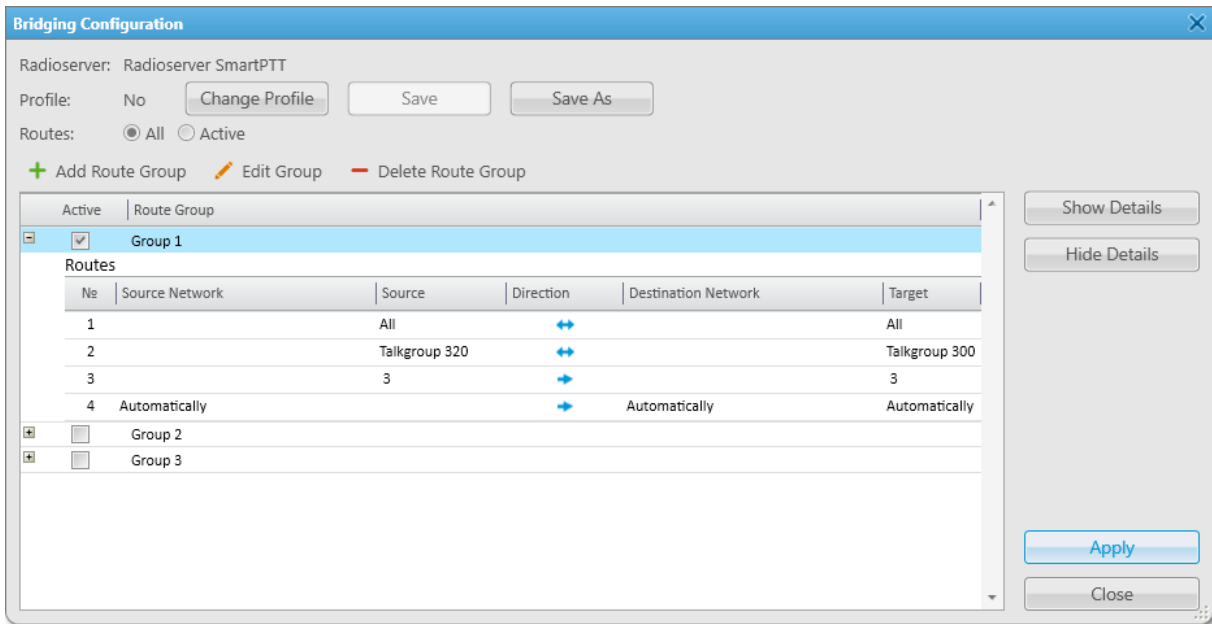 Bridging Configuration
Radioserver: Radioserver SmartPTT
Profile: No Change Profile Save Save As
Routes: All Active
Add Route Group Edit Group Delete Route Group
Active Route Group
Show Details
Group 1
Hide Details
Routes
№ Source Network Source Direction Destination Network Target
1 All All
2 Talkgroup 320 Talkgroup 300
3 3 3
4 Automatically Automatically Automatically
Group 2
Group 3
Apply
Close